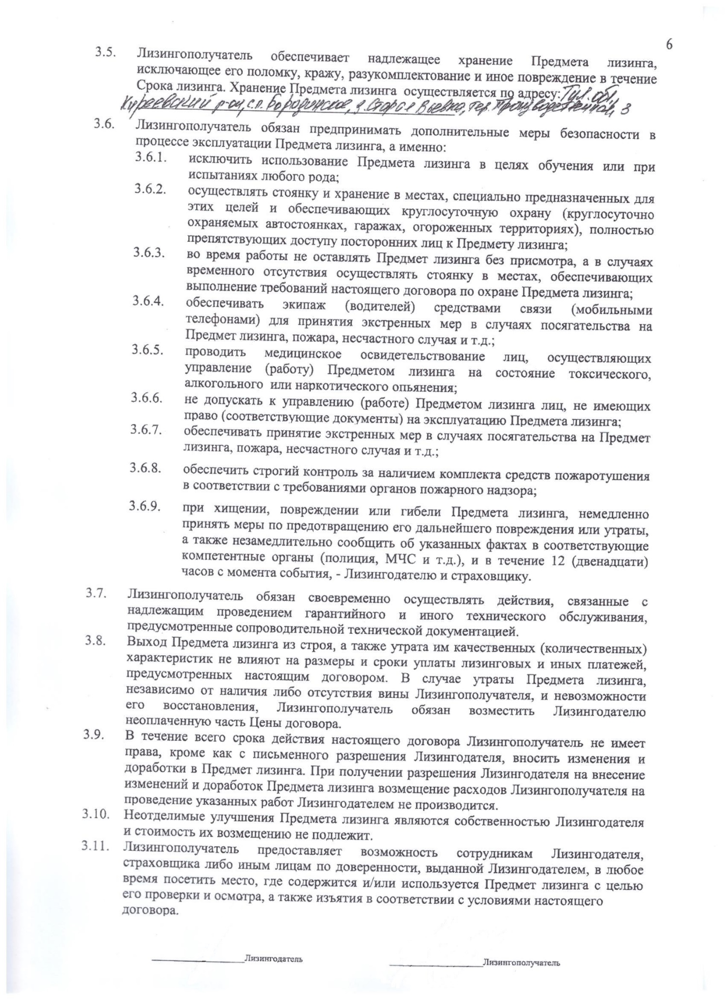 6
3.5. Лизингополучатель обеспечивает надлежащее хранение Предмета лизинга,
исключающее его поломку, кражу, разукомплектование и иное повреждение в течение
Срока лизинга. Хранение Предмета лизинга осуществляется по адресу: Тул. обл,
р-он, с.п. Бородинское, д. Старая Вьевка, тер. Производственная, 3
3.6. Лизингополучатель обязан предпринимать дополнительные меры безопасности в
процессе эксплуатации Предмета лизинга, а именно:
3.6.1. исключить использование Предмета лизинга в целях обучения или при
испытаниях любого рода;
3.6.2. осуществлять стоянку и хранение в местах, специально предназначенных для
этих целей и обеспечивающих круглосуточную охрану (круглосуточно
охраняемых автостоянках, гаражах, огороженных территориях), полностью
препятствующих доступу посторонних лиц к Предмету лизинга;
3.6.3. во время работы не оставлять Предмет лизинга без присмотра, а в случаях
временного отсутствия осуществлять стоянку в местах, обеспечивающих
выполнение требований настоящего договора по охране Предмета лизинга;
3.6.4. обеспечивать экипаж (водителей) средствами связи (мобильными
телефонами) для принятия экстренных мер в случаях посягательства на
Предмет лизинга, пожара, несчастного случая и т.д.;
3.6.5. проводить медицинское освидетельствование лиц, осуществляющих
управление (работу) Предметом лизинга на состояние токсического,
алкогольного или наркотического опьянения;
3.6.6. не допускать к управлению (работе) Предметом лизинга лиц, не имеющих
право (соответствующие документы) на эксплуатацию Предмета лизинга;
3.6.7. обеспечивать принятие экстренных мер в случаях посягательства на Предмет
лизинга, пожара, несчастного случая и т.д.;
3.6.8. обеспечить строгий контроль за наличием комплекта средств пожаротушения
в соответствии с требованиями органов пожарного надзора;
3.6.9. при хищении, повреждении или гибели Предмета лизинга, немедленно
принять меры по предотвращению его дальнейшего повреждения или утраты,
а также незамедлительно сообщить об указанных фактах в соответствующие
компетентные органы (полиция, МЧС и т.д.), и в течение 12 (двенадцати)
часов с момента события, - Лизингодателю и страховщику.
3.7. Лизингополучатель обязан своевременно осуществлять действия, связанные с
надлежащим проведением гарантийного и иного технического обслуживания,
предусмотренные сопроводительной технической документацией.
3.8. Выход Предмета лизинга из строя, а также утрата им качественных (количественных)
характеристик не влияют на размеры и сроки уплаты лизинговых и иных платежей,
предусмотренных настоящим договором. В случае утраты Предмета лизинга,
независимо от наличия либо отсутствия вины Лизингополучателя, и невозможности
его восстановления, Лизингополучатель обязан возместить Лизингодателю
неоплаченную часть Цены договора.
3.9. В течение всего срока действия настоящего договора Лизингополучатель не имеет
права, кроме как с письменного разрешения Лизингодателя, вносить изменения и
доработки в Предмет лизинга. При получении разрешения Лизингодателя на внесение
изменений и доработок Предмета лизинга возмещение расходов Лизингополучателя на
проведение указанных работ Лизингодателем не производится.
3.10. Неотделимые улучшения Предмета лизинга являются собственностью Лизингодателя
и стоимость их возмещению не подлежит.
3.11. Лизингополучатель предоставляет возможность сотрудникам Лизингодателя,
страховщика либо иным лицам по доверенности, выданной Лизингодателем, в любое
время посетить место, где содержится и/или используется Предмет лизинга с целью
его проверки и осмотра, а также изъятия в соответствии с условиями настоящего
договора.
Лизингодатель
Лизингополучатель